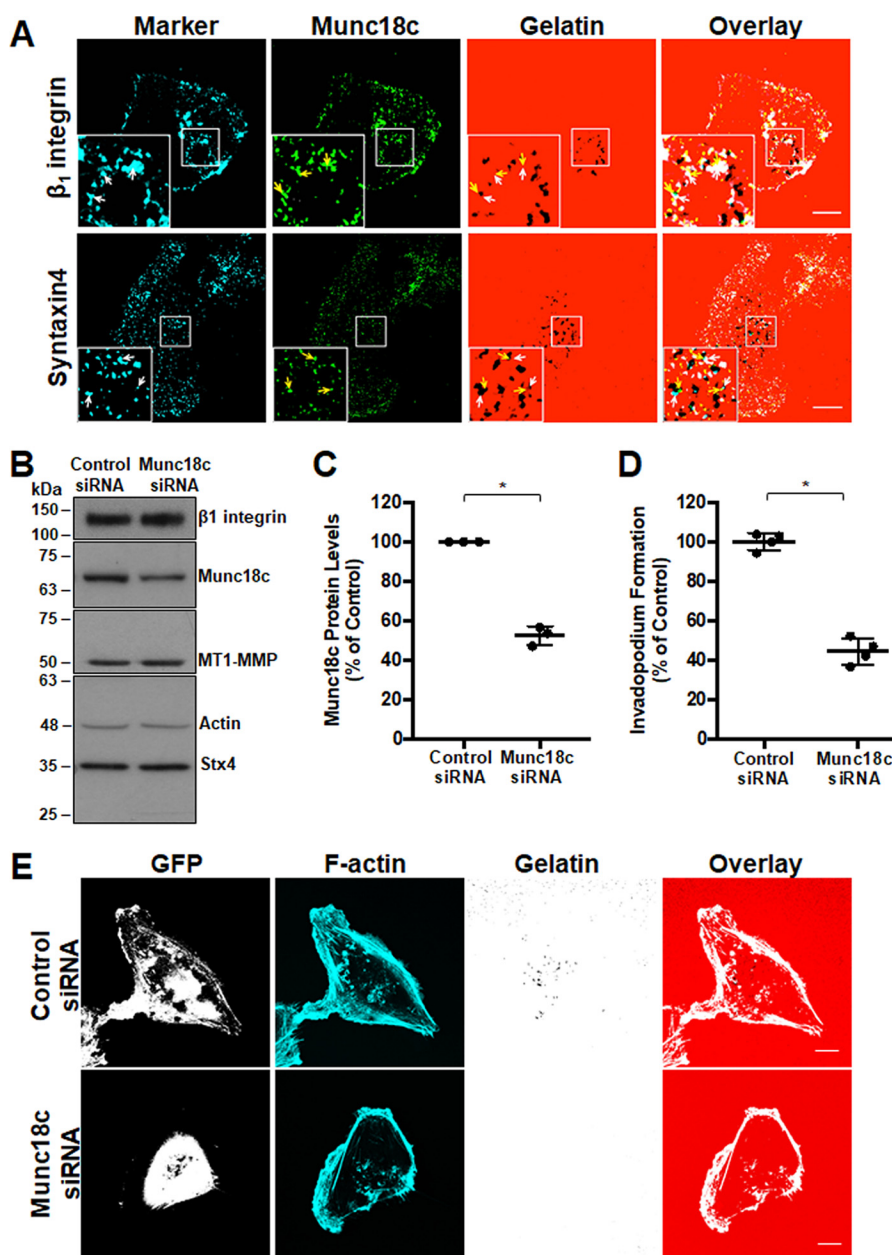 A
Marker Munc18c Gelatin Overlay
β₁ integrin
Syntaxin4
B
Control siRNA
Munc18c siRNA
kDa
150
100
β1 integrin
75
63
Munc18c
75
50
MT1-MMP
63
48
Actin
35
Stx4
25
C
*
120
100
80
60
40
20
0
Munc18c Protein Levels
(% of Control)
Control siRNA
Munc18c siRNA
D
*
120
100
80
60
40
20
0
Invadopodium Formation
(% of Control)
Control siRNA
Munc18c siRNA
E
GFP F-actin Gelatin Overlay
Control siRNA
Munc18c siRNA